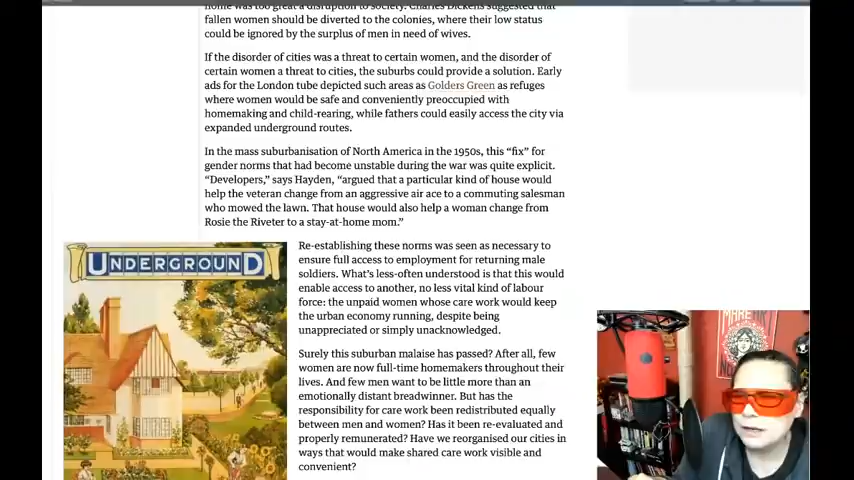 home was too great a disruption to society. Charles Dickens suggested that
fallen women should be diverted to the colonies, where their low status
could be ignored by the surplus of men in need of wives.
If the disorder of cities was a threat to certain women, and the disorder of
certain women a threat to cities, the suburbs could provide a solution. Early
ads for the London tube depicted such areas as Golders Green as refuges
where women would be safe and conveniently preoccupied with
homemaking and child-rearing, while fathers could easily access the city via
expanded underground routes.
In the mass suburbanisation of North America in the 1950s, this “fix” for
gender norms that had become unstable during the war was quite explicit.
“Developers,” says Hayden, “argued that a particular kind of house would
help the veteran change from an aggressive air ace to a commuting salesman
who mowed the lawn. That house would also help a woman change from
Rosie the Riveter to a stay-at-home mom.”
UNDERGROUND
Re-establishing these norms was seen as necessary to
ensure full access to employment for returning male
soldiers. What’s less-often understood is that this would
enable access to another, no less vital kind of labour
force: the unpaid women whose care work would keep
the urban economy running, despite being
unappreciated or simply unacknowledged.
Surely this suburban malaise has passed? After all, few
women are now full-time homemakers throughout their
lives. And few men want to be little more than an
emotionally distant breadwinner. But has the
responsibility for care work been redistributed equally
between men and women? Has it been re-evaluated and
properly remunerated? Have we reorganised our cities in
ways that would make shared care work visible and
convenient?
MAKE